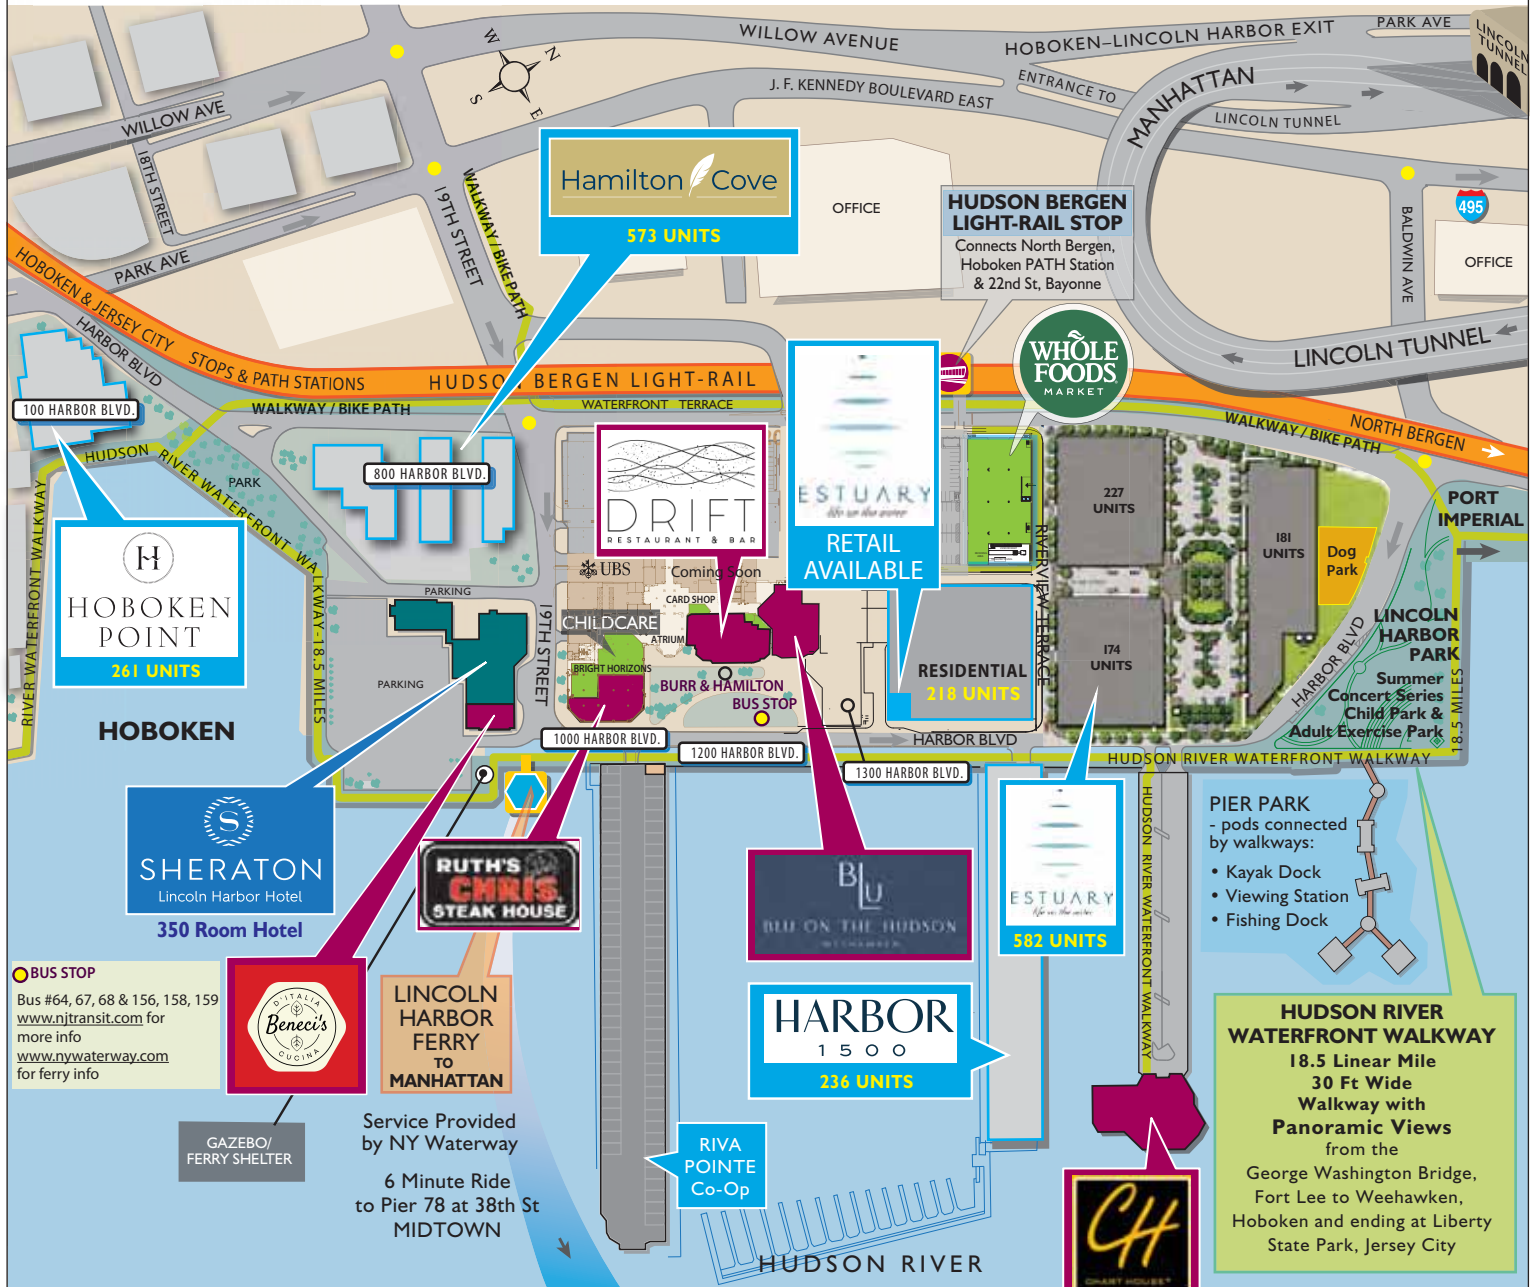 WILLOW AVENUE
HOBOKEN–LINCOLN HARBOR EXIT
PARK AVE
LINCOLN
TUNNEL
W
N
S
E
J. F. KENNEDY BOULEVARD EAST
ENTRANCE TO
LINCOLN TUNNEL
MANHATTAN
WILLOW AVE
18TH STREET
PARK AVE
19TH STREET
WALKWAY / BIKE PATH
Hamilton Cove
573 UNITS
OFFICE
HUDSON BERGEN
LIGHT-RAIL STOP
Connects North Bergen,
Hoboken PATH Station
& 22nd St, Bayonne
495
BALDWIN AVE
OFFICE
LINCOLN TUNNEL
HOBOKEN & JERSEY CITY
STOPS & PATH STATIONS
HUDSON BERGEN LIGHT-RAIL
HARBOR BLVD
WHOLE
FOODS
MARKET
100 HARBOR BLVD.
WALKWAY / BIKE PATH
WATERFRONT TERRACE
WALKWAY / BIKE PATH
NORTH BERGEN
HUDSON RIVER WATERFRONT WALKWAY-18.5 MILES
PARK
800 HARBOR BLVD.
DRIFT
RESTAURANT & BAR
Coming Soon
ESTUARY
life on the water
RETAIL
AVAILABLE
227
UNITS
181
UNITS
Dog
Park
PORT
IMPERIAL
RIVER WATERFRONT WALKWAY
H
HOBOKEN
POINT
261 UNITS
UBS
CARD SHOP
CHILDCARE
ATRIUM
BRIGHT HORIZONS
PARKING
PARKING
19TH STREET
BURR & HAMILTON
BUS STOP
RESIDENTIAL
218 UNITS
RIVERVIEW TERRACE
174
UNITS
HARBOR BLVD
LINCOLN
HARBOR
PARK
Summer
Concert Series
Child Park &
Adult Exercise Park
18.5 MILES
HOBOKEN
1000 HARBOR BLVD.
1200 HARBOR BLVD.
1300 HARBOR BLVD.
HARBOR BLVD
HUDSON RIVER WATERFRONT WALKWAY
S
SHERATON
Lincoln Harbor Hotel
350 Room Hotel
RUTH'S
CHRIS
STEAK HOUSE
BLU
BLU ON THE HUDSON
WEEHAWKEN
ESTUARY
life on the water
582 UNITS
HUDSON RIVER WATERFRONT WALKWAY
PIER PARK
- pods connected
by walkways:
• Kayak Dock
• Viewing Station
• Fishing Dock
BUS STOP
Bus #64, 67, 68 & 156, 158, 159
www.njtransit.com for
more info
www.nywaterway.com
for ferry info
D'ITALIA
Beneci's
CUCINA
GAZEBO/
FERRY SHELTER
LINCOLN
HARBOR
FERRY
TO
MANHATTAN
Service Provided
by NY Waterway
6 Minute Ride
to Pier 78 at 38th St
MIDTOWN
HARBOR
1500
236 UNITS
RIVA
POINTE
Co-Op
HUDSON RIVER
CH
CHART HOUSE
HUDSON RIVER
WATERFRONT WALKWAY
18.5 Linear Mile
30 Ft Wide
Walkway with
Panoramic Views
from the
George Washington Bridge,
Fort Lee to Weehawken,
Hoboken and ending at Liberty
State Park, Jersey City